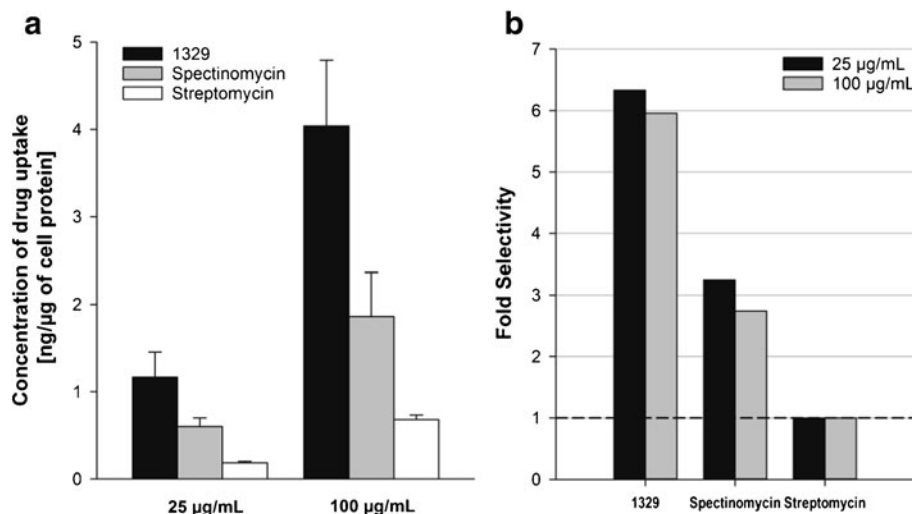 a
Concentration of drug uptake
[ng/µg of cell protein]
5
4
3
2
1
0
1329
Spectinomycin
Streptomycin
25 µg/mL
100 µg/mL
b
Fold Selectivity
7
6
5
4
3
2
1
0
25 µg/mL
100 µg/mL
1329
Spectinomycin
Streptomycin